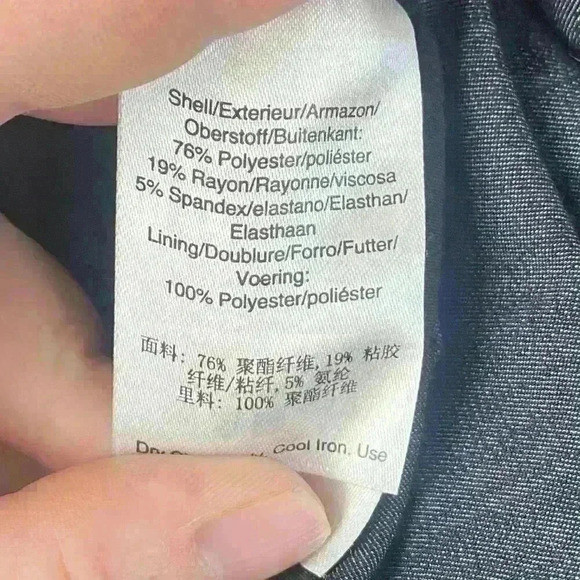 Shell/Exterieur/Armazon/
Oberstoff/Buitenkant:
76% Polyester/poliéster
19% Rayon/Rayonne/viscosa
5% Spandex/elastano/Elasthan/
Elasthaan
Lining/Doublure/Forro/Futter/
Voering:
100% Polyester/poliéster
面料: 76% 聚酯纤维, 19% 粘胶
纤维/粘纤, 5% 氨纶
里料: 100% 聚酯纤维
Cool Iron. Use